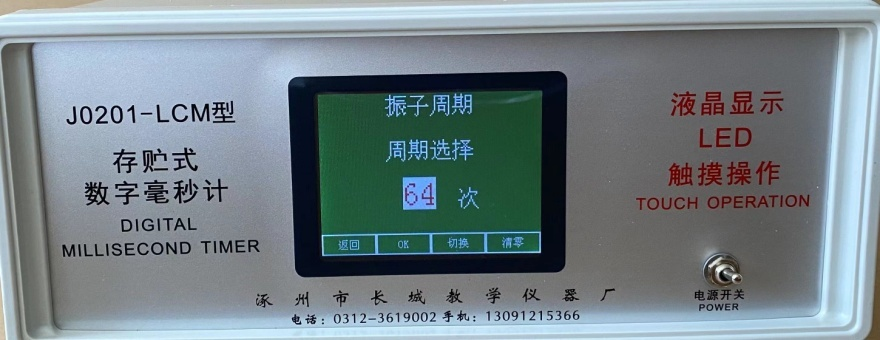 J0201-LCM型
存贮式
数字毫秒计
DIGITAL
MILLISECOND TIMER
振子周期
周期选择
64 次
返回 OK 切换 清零
液晶显示
LED
触摸操作
TOUCH OPERATION
电源开关
POWER
涿州市长城教学仪器厂
电话：0312-3619002 手机：13091215366